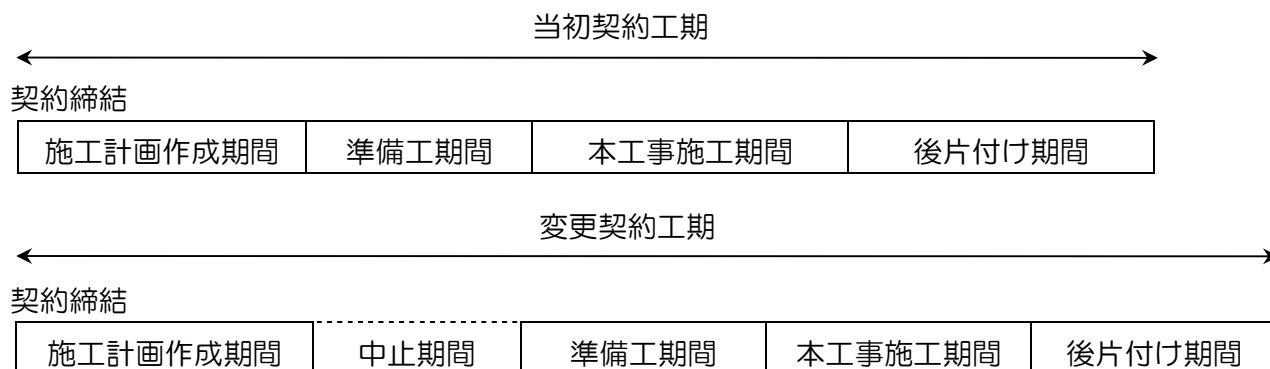 当初契約工期
契約締結
施工計画作成期間 準備工期間 本工事施工期間 後片付け期間
変更契約工期
契約締結
施工計画作成期間 中止期間 準備工期間 本工事施工期間 後片付け期間